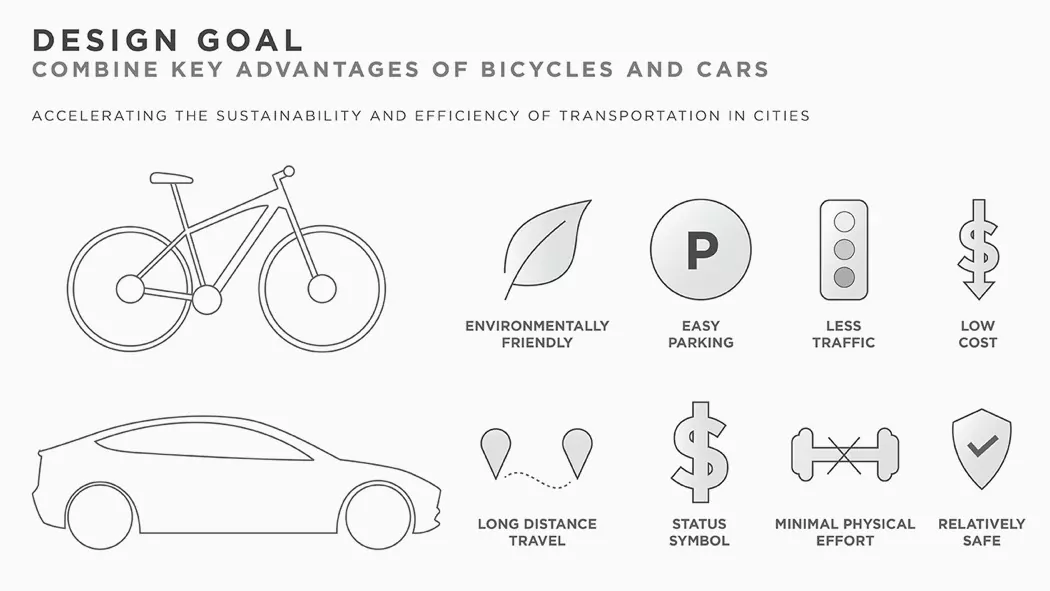 DESIGN GOAL
COMBINE KEY ADVANTAGES OF BICYCLES AND CARS
ACCELERATING THE SUSTAINABILITY AND EFFICIENCY OF TRANSPORTATION IN CITIES
P
$
ENVIRONMENTALLY
FRIENDLY
EASY
PARKING
LESS
TRAFFIC
LOW
COST
$
LONG DISTANCE
TRAVEL
STATUS
SYMBOL
MINIMAL PHYSICAL
EFFORT
RELATIVELY
SAFE